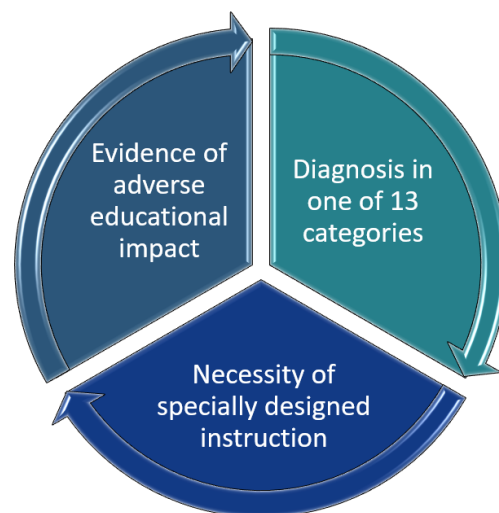 Evidence of
adverse
educational
impact
Diagnosis in
one of 13
categories
Necessity of
specially designed
instruction